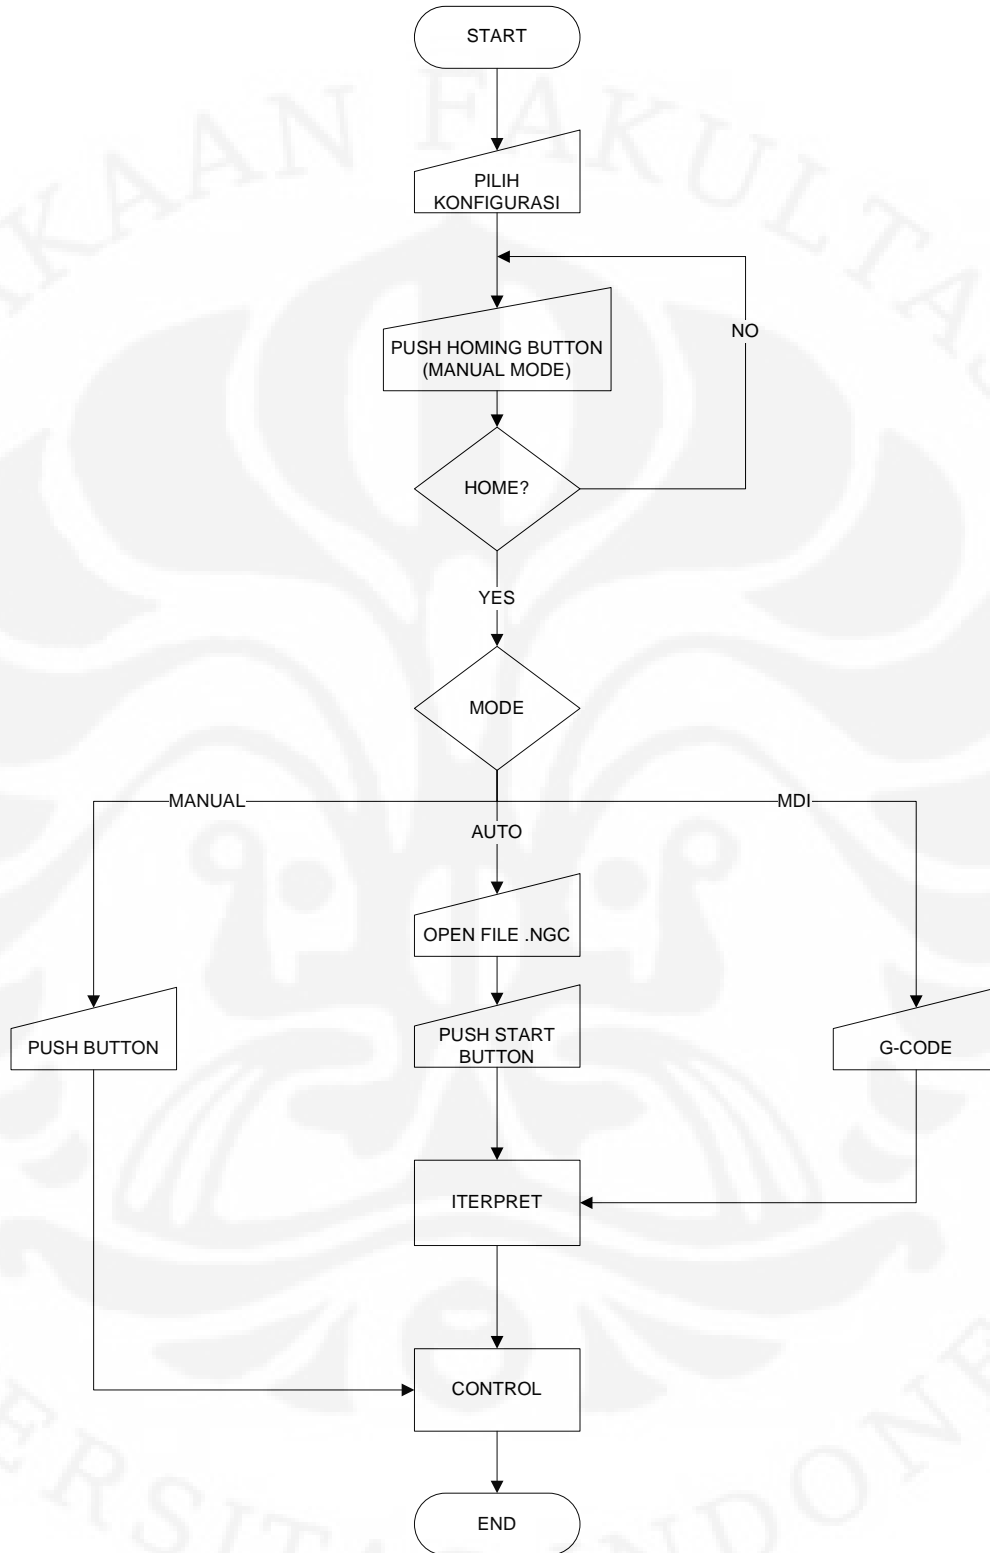 START
PILIH
KONFIGURASI
NO
PUSH HOMING BUTTON
(MANUAL MODE)
HOME?
YES
MODE
MANUAL
MDI
AUTO
OPEN FILE .NGC
PUSH BUTTON
PUSH START
BUTTON
G-CODE
ITERPRET
CONTROL
END